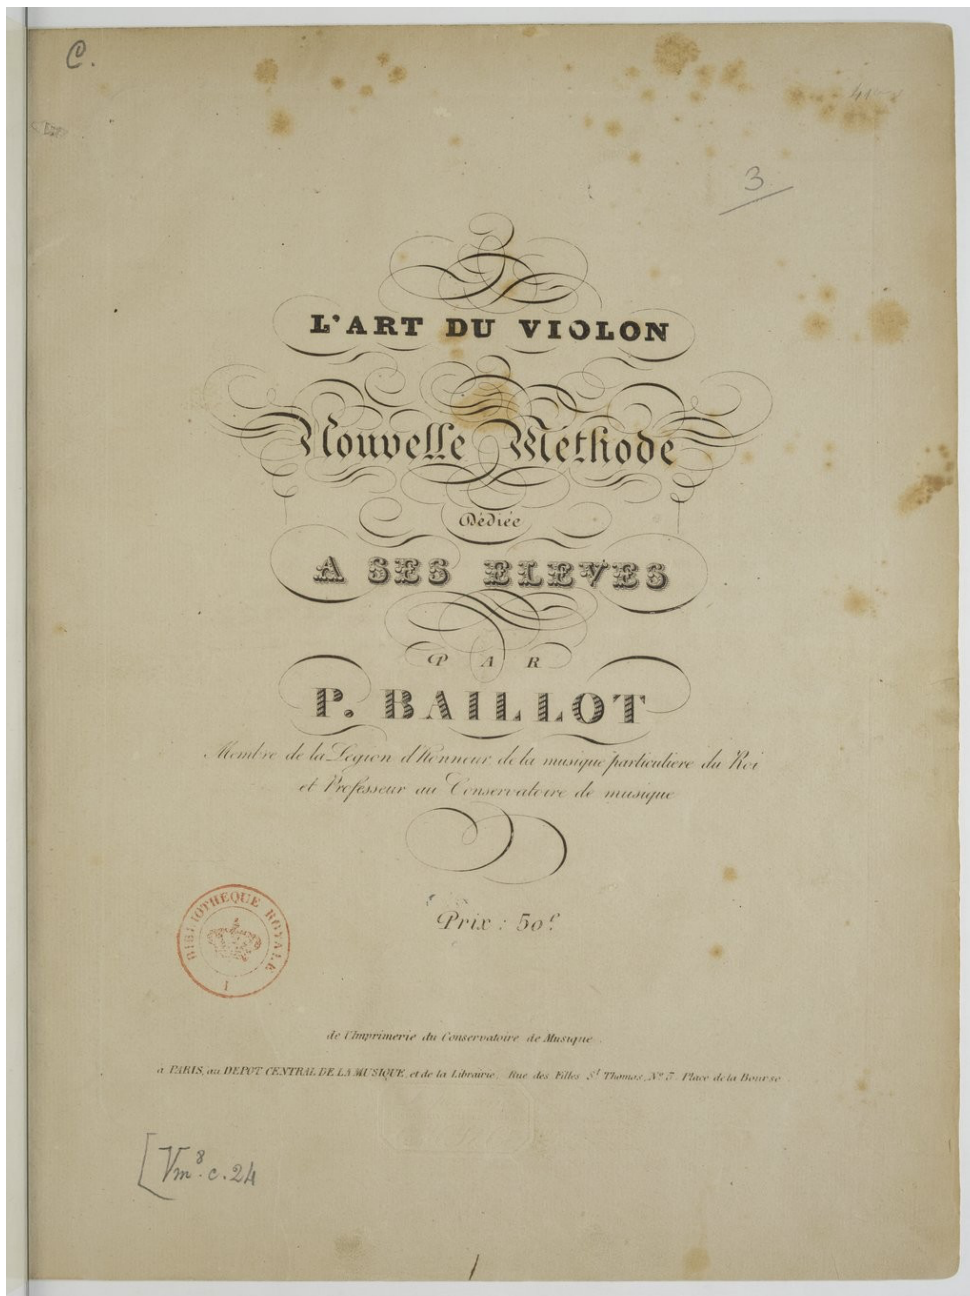 C.
3
L'ART DU VIOLON
Nouvelle Méthode
Dédiée
A SES ELEVES
PAR
P. BAILLOT
Membre de la Légion d'Honneur, de la musique particuliere du Roi
et Professeur au Conservatoire de musique
Prix : 50f.
BIBLIOTHEQUE ROYALE
I
de l'Imprimerie du Conservatoire de Musique.
a PARIS, au DEPOT CENTRAL DE LA MUSIQUE, et de la Librairie, Rue des Filles St Thomas, No 5. Place de la Bourse
[Vm8. c. 24